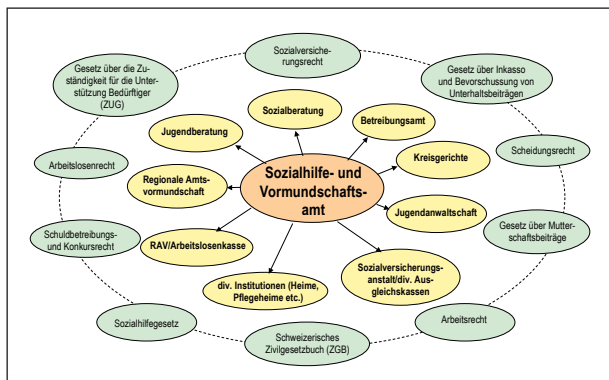 Sozialversiche-
rungsrecht
Gesetz über die Zu-
ständigkeit für die Unter-
stützung Bedürftiger
(ZUG)
Gesetz über Inkasso
und Bevorschussung von
Unterhaltsbeiträgen
Sozialberatung
Betreibungsamt
Jugendberatung
Arbeitslosenrecht
Scheidungsrecht
Kreisgerichte
Regionale Amts-
vormundschaft
Sozialhilfe- und
Vormundschafts-
amt
Jugendanwaltschaft
Schuldbetreibungs-
und Konkursrecht
Gesetz über Mutter-
schaftsbeiträge
RAV/Arbeitslosenkasse
div. Institutionen (Heime,
Pflegeheime etc.)
Sozialversicherungs-
anstalt/div. Aus-
gleichskassen
Sozialhilfegesetz
Schweizerisches
Zivilgesetzbuch (ZGB)
Arbeitsrecht